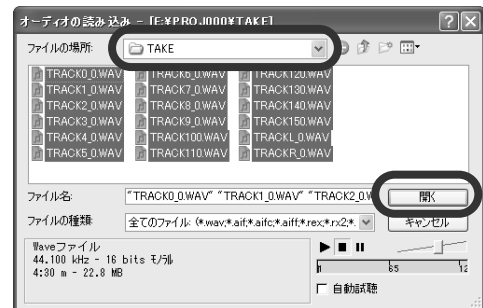 オーディオの読み込み - [E:¥PROJ000¥TAKE]
ファイルの場所:
TAKE
TRACK0_0.WAV TRACK6_0.WAV TRACK120.WAV
TRACK1_0.WAV TRACK7_0.WAV TRACK130.WAV
TRACK2_0.WAV TRACK8_0.WAV TRACK140.WAV
TRACK3_0.WAV TRACK9_0.WAV TRACK150.WAV
TRACK4_0.WAV TRACK100.WAV TRACKL_0.WAV
TRACK5_0.WAV TRACK110.WAV TRACKR_0.WAV
ファイル名: "TRACK0_0.WAV" "TRACK1_0.WAV" "TRACK2_0.W 開く
ファイルの種類: 全てのファイル: (*.wav;*.aif;*.aifc;*.aiff;*.rex;*.rx2;*. キャンセル
Waveファイル
44.100 kHz - 16 bits モノラル
4:30 m - 22.8 MB
65 12
自動試聴